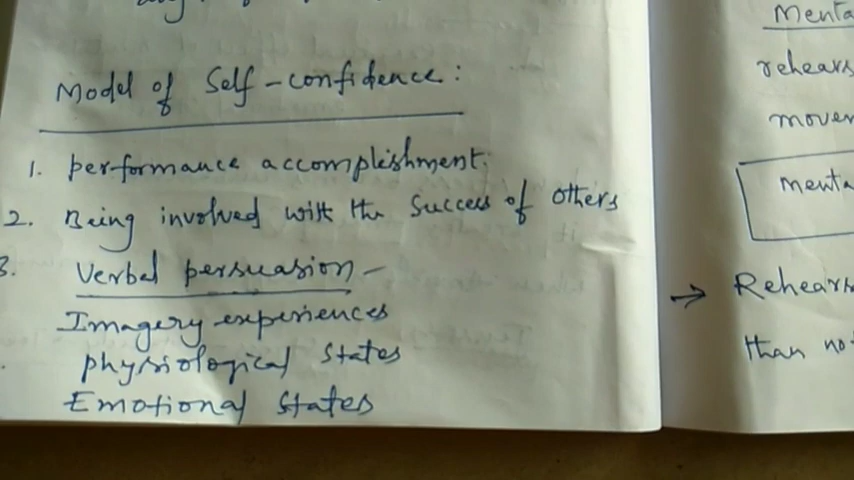 Model of Self-confidence:
1. performance accomplishment.
2. Being involved with the success of others
3. Verbal persuasion -
Imagery experiences
physiological states
Emotional states
Menta
rehears
movem
menta
→ Rehears
than no